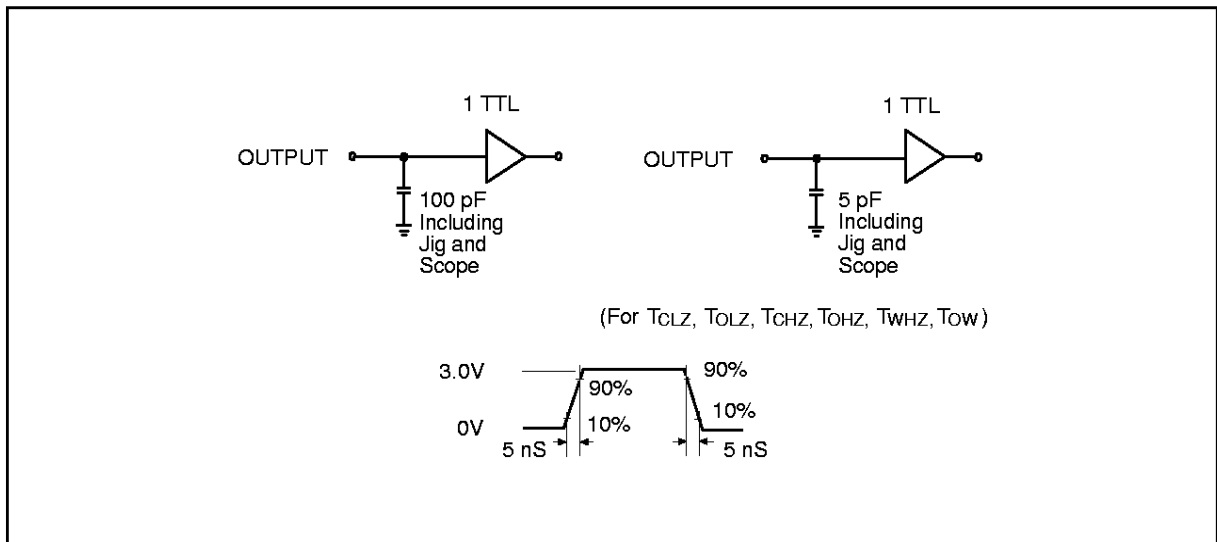 1 TTL
OUTPUT
100 pF
Including
Jig and
Scope
1 TTL
OUTPUT
5 pF
Including
Jig and
Scope
(For TCLZ, TOLZ, TCHZ, TOHZ, TWHZ, TOW)
3.0V
90%
90%
0V
10%
10%
5 nS
5 nS